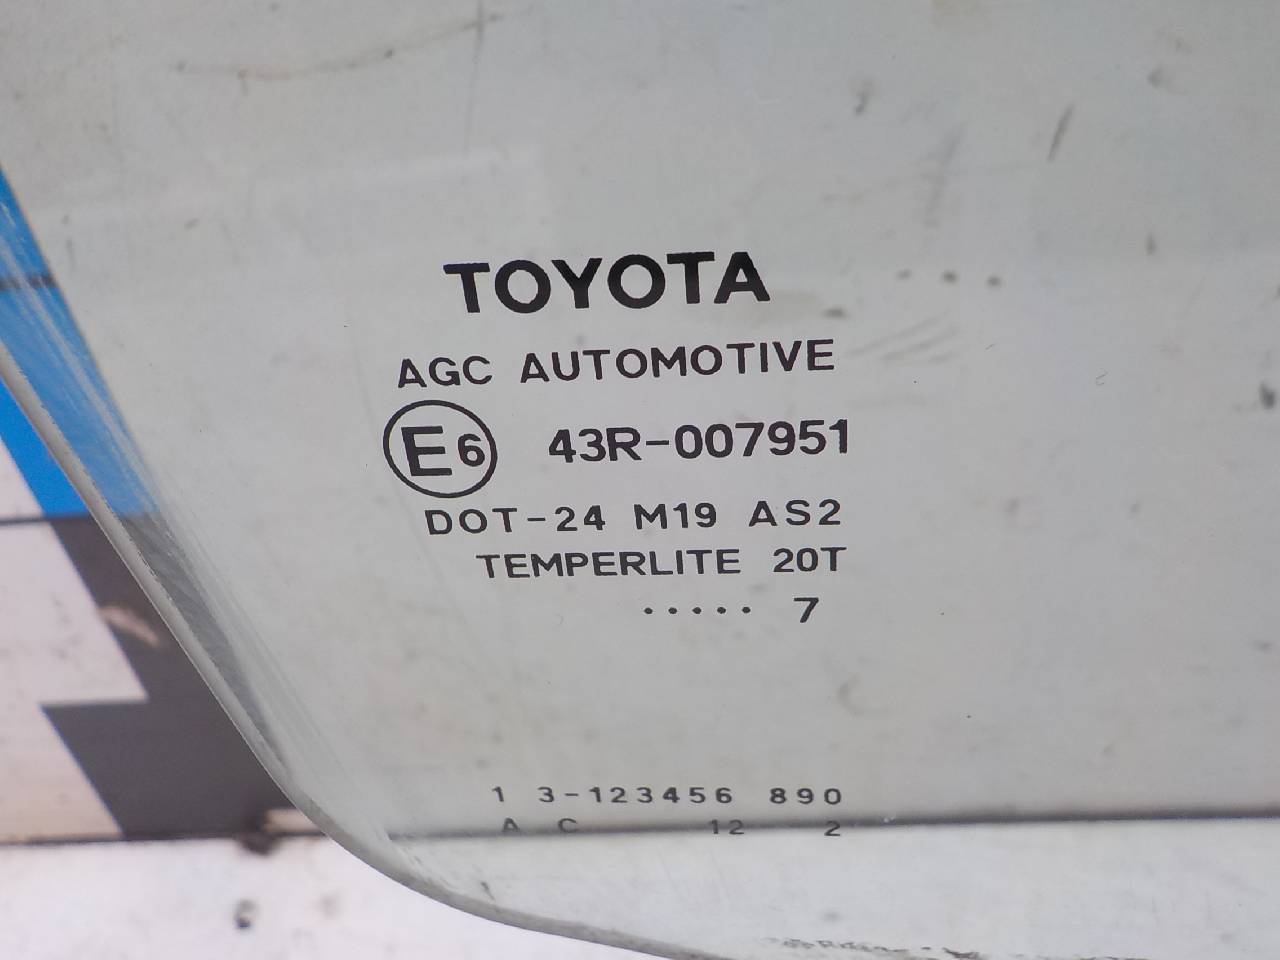 TOYOTA
AGC AUTOMOTIVE
E6 43R-007951
DOT-24 M19 AS2
TEMPERLITE 20T
..... 7
1 3-123456 890
A C 12 2